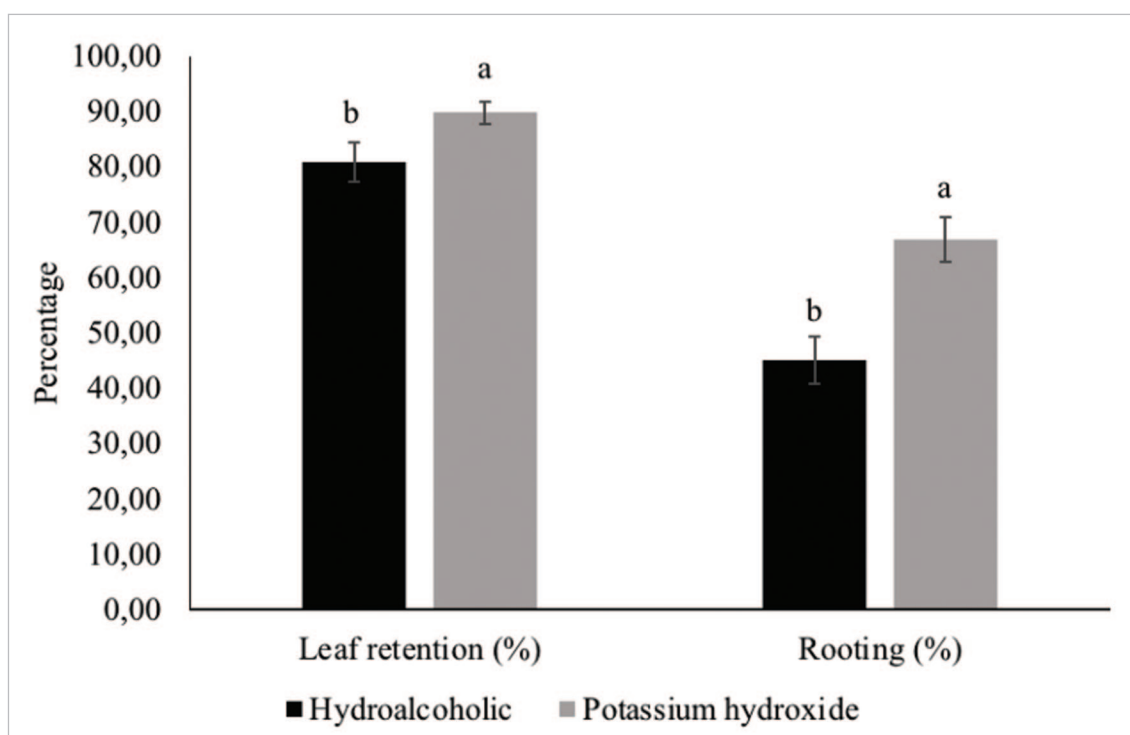 100,00
90,00
80,00
70,00
60,00
50,00
40,00
30,00
20,00
10,00
0,00
Percentage
b
a
b
a
Leaf retention (%)
Rooting (%)
Hydroalcoholic
Potassium hydroxide